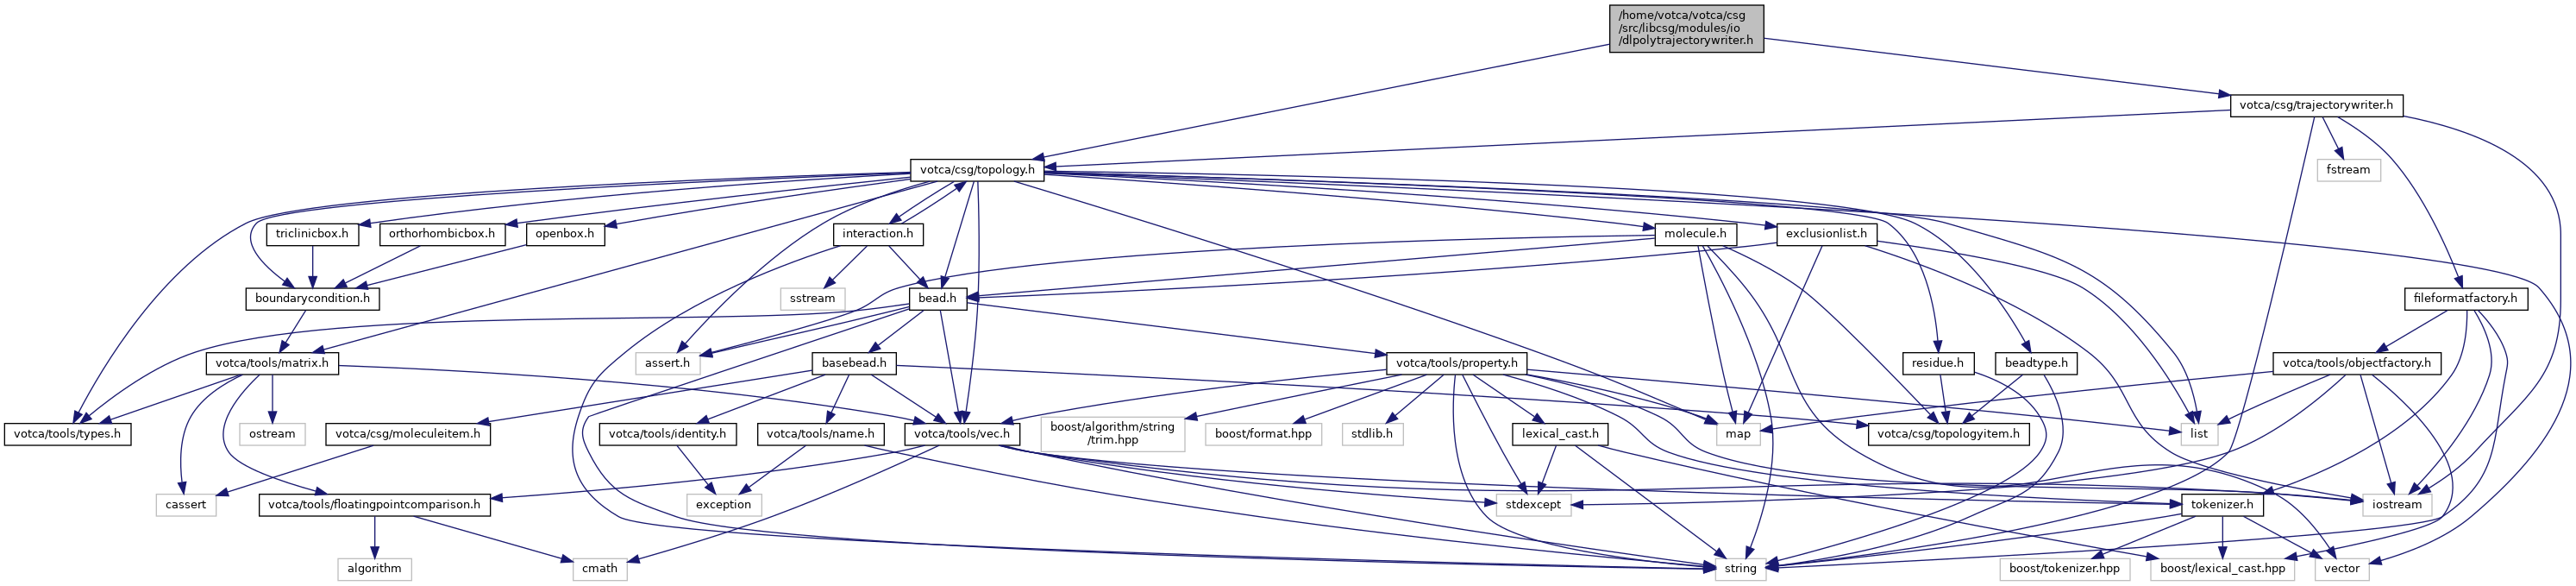 /home/votca/votca/csg
/src/libcsg/modules/io
/dlpolytrajectorywriter.h
votca/csg/trajectorywriter.h
votca/csg/topology.h
fstream
triclinicbox.h
orthorhombicbox.h
openbox.h
interaction.h
molecule.h
exclusionlist.h
boundarycondition.h
sstream
bead.h
fileformatfactory.h
votca/tools/matrix.h
assert.h
basebead.h
votca/tools/property.h
residue.h
beadtype.h
votca/tools/objectfactory.h
votca/tools/types.h
ostream
votca/csg/moleculeitem.h
votca/tools/identity.h
votca/tools/name.h
votca/tools/vec.h
boost/algorithm/string
/trim.hpp
boost/format.hpp
stdlib.h
lexical_cast.h
map
votca/csg/topologyitem.h
list
cassert
votca/tools/floatingpointcomparison.h
exception
stdexcept
tokenizer.h
iostream
algorithm
cmath
string
boost/tokenizer.hpp
boost/lexical_cast.hpp
vector